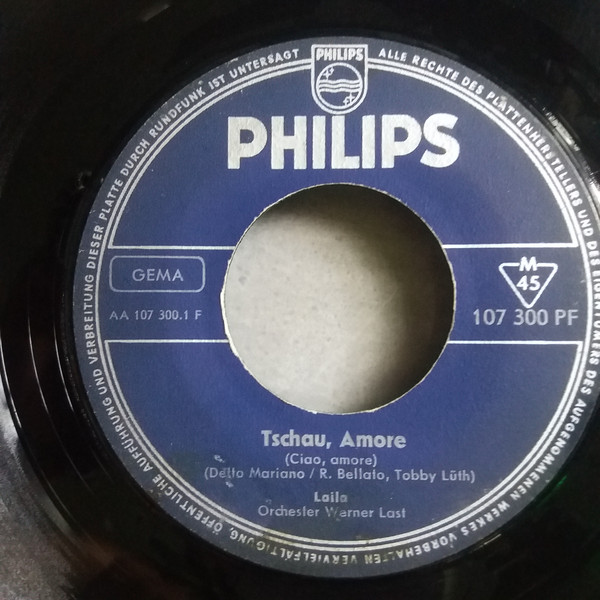 PHILIPS
PHILIPS
ALLE RECHTE DES PLATTENHERSTELLERS UND DES EIGENTÜMERS DES AUFGENOMMENEN WERKES VORBEHALTEN VERVIELFÄLTIGUNG, ÖFFENTLICHE AUFFÜHRUNG UND VERBREITUNG DIESER PLATTE DURCH RUNDFUNK IST UNTERSAGT
GEMA
M
45
AA 107 300.1 F
107 300 PF
Tschau, Amore
(Ciao, amore)
(Detto Mariano / R. Bellato, Tobby Lüth)
Laila
Orchester Werner Last